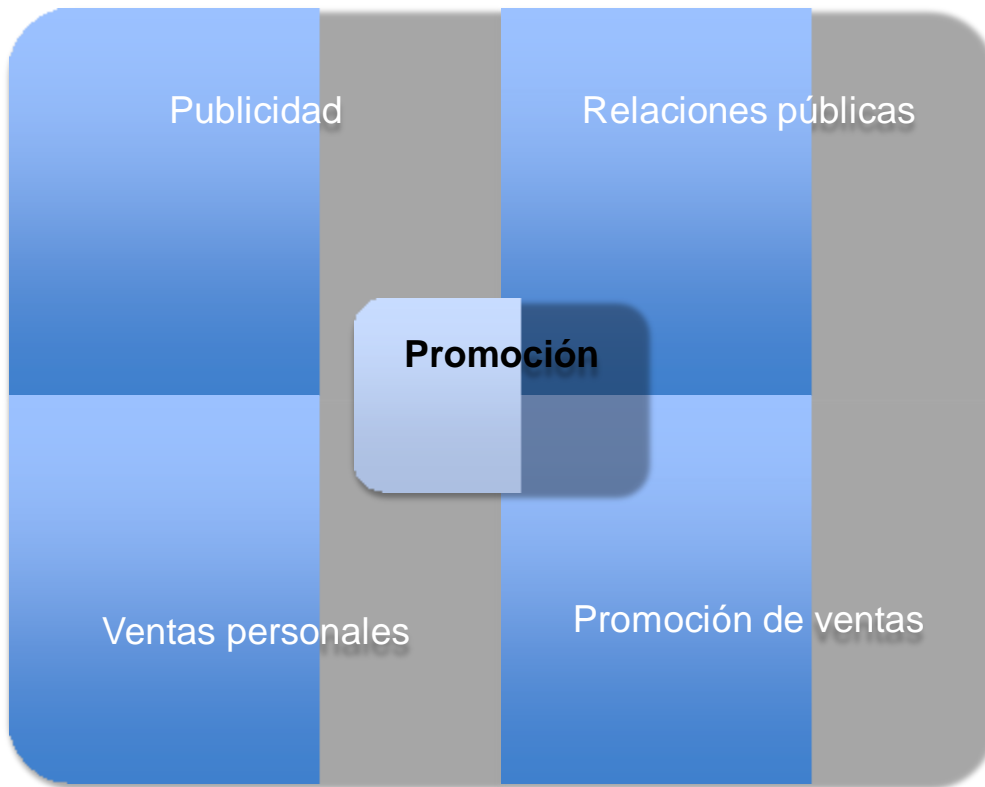 Publicidad
Relaciones públicas
Promoción
Ventas personales
Promoción de ventas